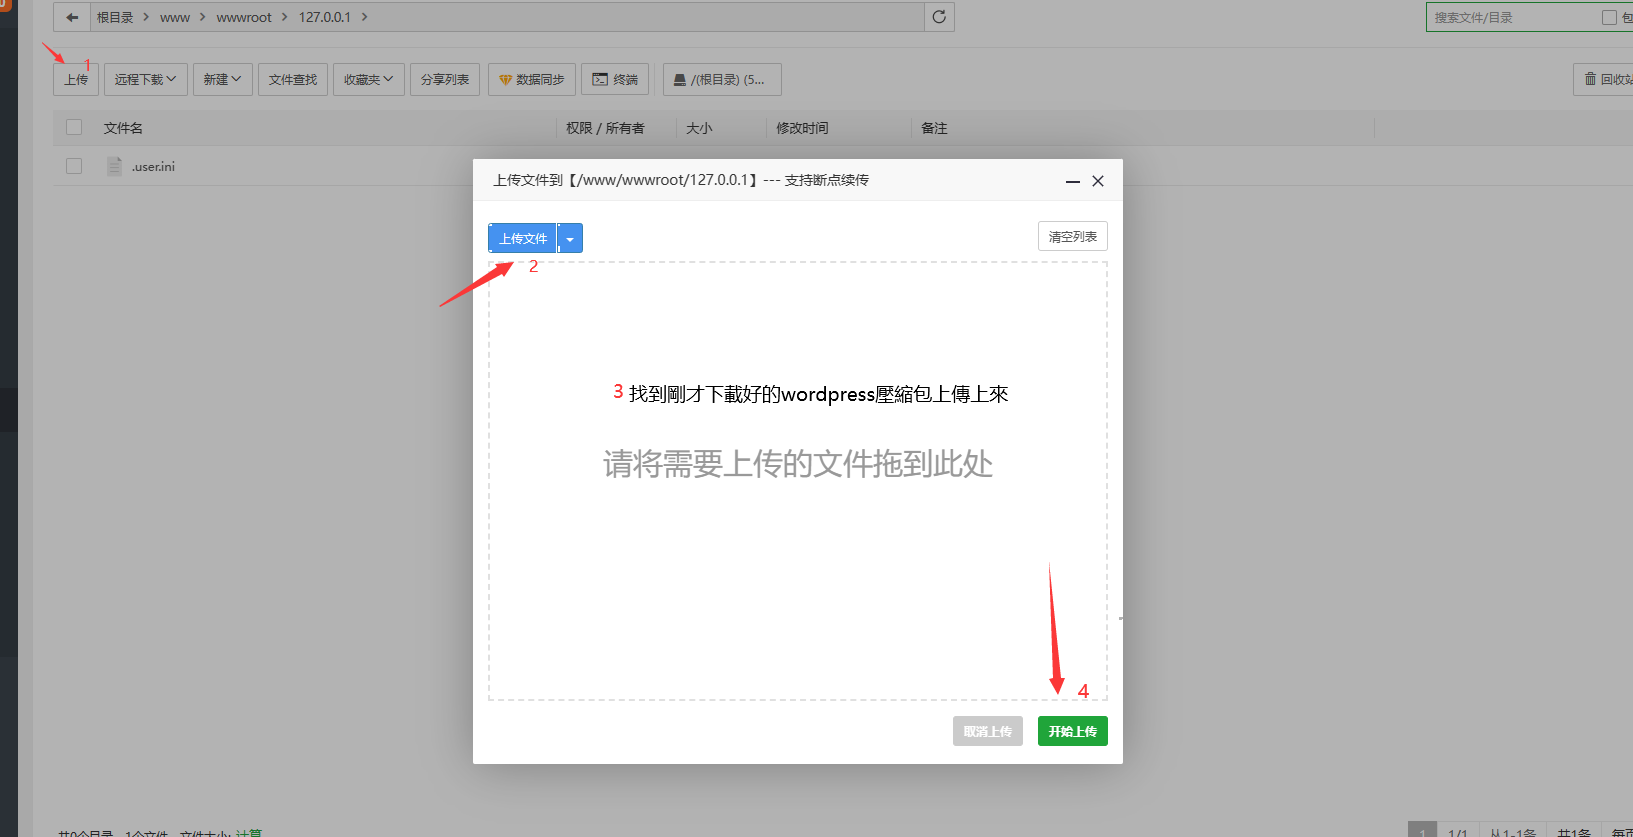 根目录 > www > wwwroot > 127.0.0.1 >
搜索文件/目录 包
1
上传 远程下载 新建 文件查找 收藏夹 分享列表 数据同步 终端 /(根目录) (5... 回收站
文件名 权限 / 所有者 大小 修改时间 备注
.user.ini
上传文件到【/www/wwwroot/127.0.0.1】--- 支持断点续传
上传文件 清空列表
2
3 找到剛才下載好的wordpress壓縮包上傳上來
请将需要上传的文件拖到此处
4
取消上传 开始上传
共0个目录，1个文件，文件大小: 计算 1 1/1 从1-1条 共1条 每页